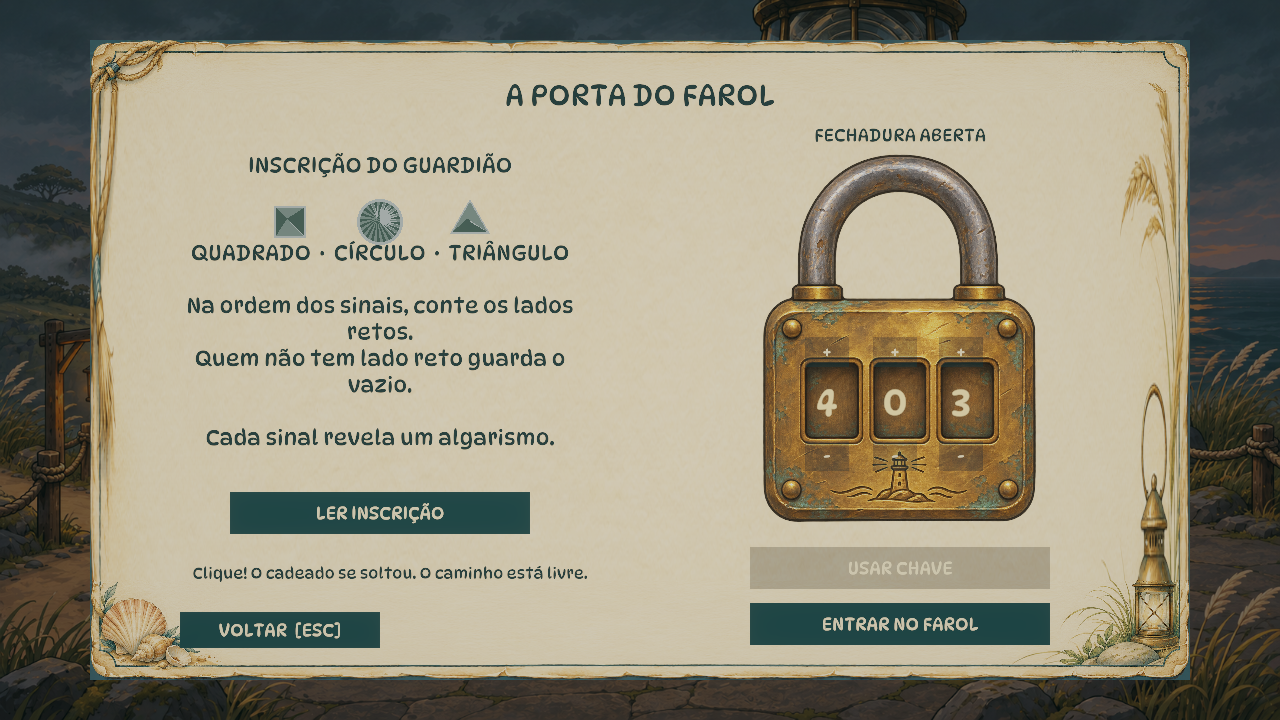 A PORTA DO FAROL
INSCRIÇÃO DO GUARDIÃO
QUADRADO · CÍRCULO · TRIÂNGULO
Na ordem dos sinais, conte os lados
retos.
Quem não tem lado reto guarda o
vazio.
Cada sinal revela um algarismo.
LER INSCRIÇÃO
Clique! O cadeado se soltou. O caminho está livre.
VOLTAR [ESC]
FECHADURA ABERTA
+ + +
4 0 3
- -
USAR CHAVE
ENTRAR NO FAROL